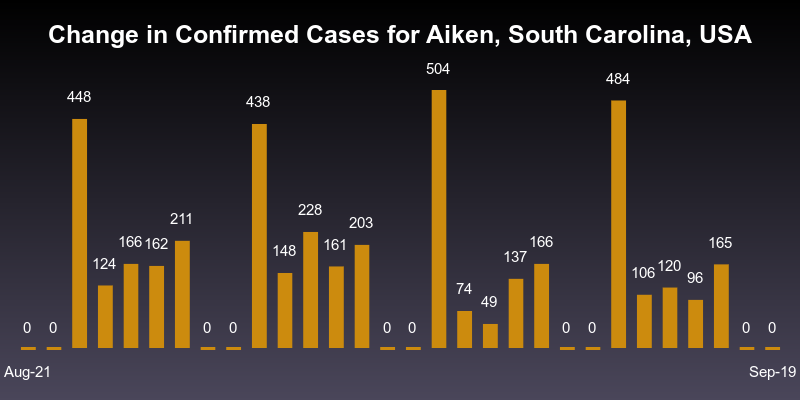 Change in Confirmed Cases for Aiken, South Carolina, USA
0 0 448 124 166 162 211 0 0 438 148 228 161 203 0 0 504 74 49 137 166 0 0 484 106 120 96 165 0 0
Aug-21 Sep-19